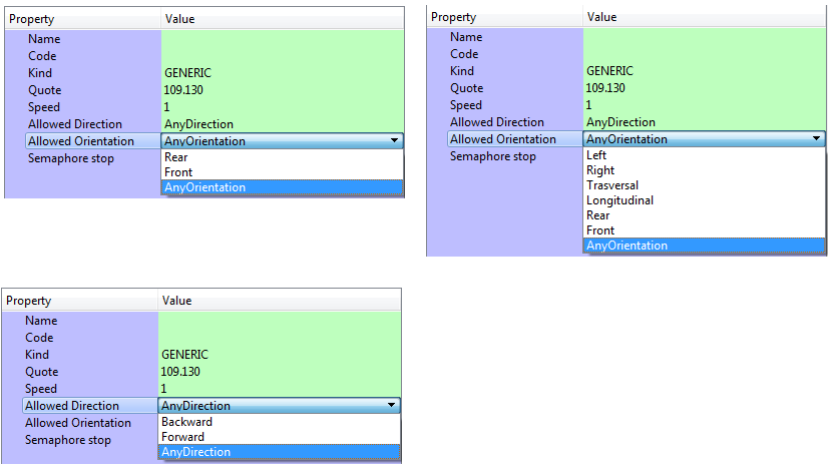 Property Value
Name
Code
Kind GENERIC
Quote 109.130
Speed 1
Allowed Direction AnyDirection
Allowed Orientation AnyOrientation
Semaphore stop Rear
Front
AnyOrientation
Property Value
Name
Code
Kind GENERIC
Quote 109.130
Speed 1
Allowed Direction AnyDirection
Allowed Orientation AnyOrientation
Semaphore stop Left
Right
Trasversal
Longitudinal
Rear
Front
AnyOrientation
Property Value
Name
Code
Kind GENERIC
Quote 109.130
Speed 1
Allowed Direction AnyDirection
Allowed Orientation Backward
Semaphore stop Forward
AnyDirection